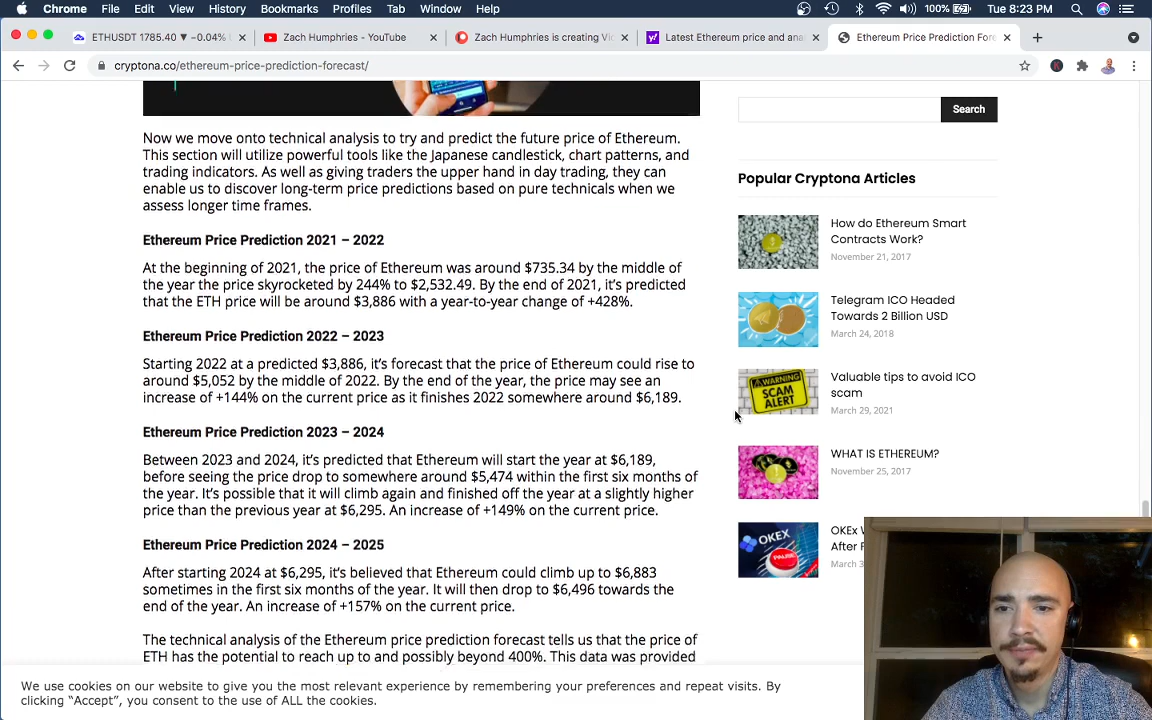 Chrome File Edit View History Bookmarks Profiles Tab Window Help 100% Tue 8:23 PM
ETHUSDT 1785.40 ▼ −0.04%
Zach Humphries - YouTube
Zach Humphries is creating Vi
Latest Ethereum price and ana
Ethereum Price Prediction For
cryptona.co/ethereum-price-prediction-forecast/
Now we move onto technical analysis to try and predict the future price of Ethereum.
This section will utilize powerful tools like the Japanese candlestick, chart patterns, and
trading indicators. As well as giving traders the upper hand in day trading, they can
enable us to discover long-term price predictions based on pure technicals when we
assess longer time frames.
Ethereum Price Prediction 2021 – 2022
At the beginning of 2021, the price of Ethereum was around $735.34 by the middle of
the year the price skyrocketed by 244% to $2,532.49. By the end of 2021, it’s predicted
that the ETH price will be around $3,886 with a year-to-year change of +428%.
Ethereum Price Prediction 2022 – 2023
Starting 2022 at a predicted $3,886, it’s forecast that the price of Ethereum could rise to
around $5,052 by the middle of 2022. By the end of the year, the price may see an
increase of +144% on the current price as it finishes 2022 somewhere around $6,189.
Ethereum Price Prediction 2023 – 2024
Between 2023 and 2024, it’s predicted that Ethereum will start the year at $6,189,
before seeing the price drop to somewhere around $5,474 within the first six months of
the year. It’s possible that it will climb again and finished off the year at a slightly higher
price than the previous year at $6,295. An increase of +149% on the current price.
Ethereum Price Prediction 2024 – 2025
After starting 2024 at $6,295, it’s believed that Ethereum could climb up to $6,883
sometimes in the first six months of the year. It will then drop to $6,496 towards the
end of the year. An increase of +157% on the current price.
The technical analysis of the Ethereum price prediction forecast tells us that the price of
ETH has the potential to reach up to and possibly beyond 400%. This data was provided
Search
Popular Cryptona Articles
How do Ethereum Smart
Contracts Work?
November 21, 2017
Telegram ICO Headed
Towards 2 Billion USD
March 24, 2018
WARNING
SCAM
ALERT
Valuable tips to avoid ICO
scam
March 29, 2021
WHAT IS ETHEREUM?
November 25, 2017
OKEx
PAUSE
OKEx
After
March
We use cookies on our website to give you the most relevant experience by remembering your preferences and repeat visits. By
clicking “Accept”, you consent to the use of ALL the cookies.